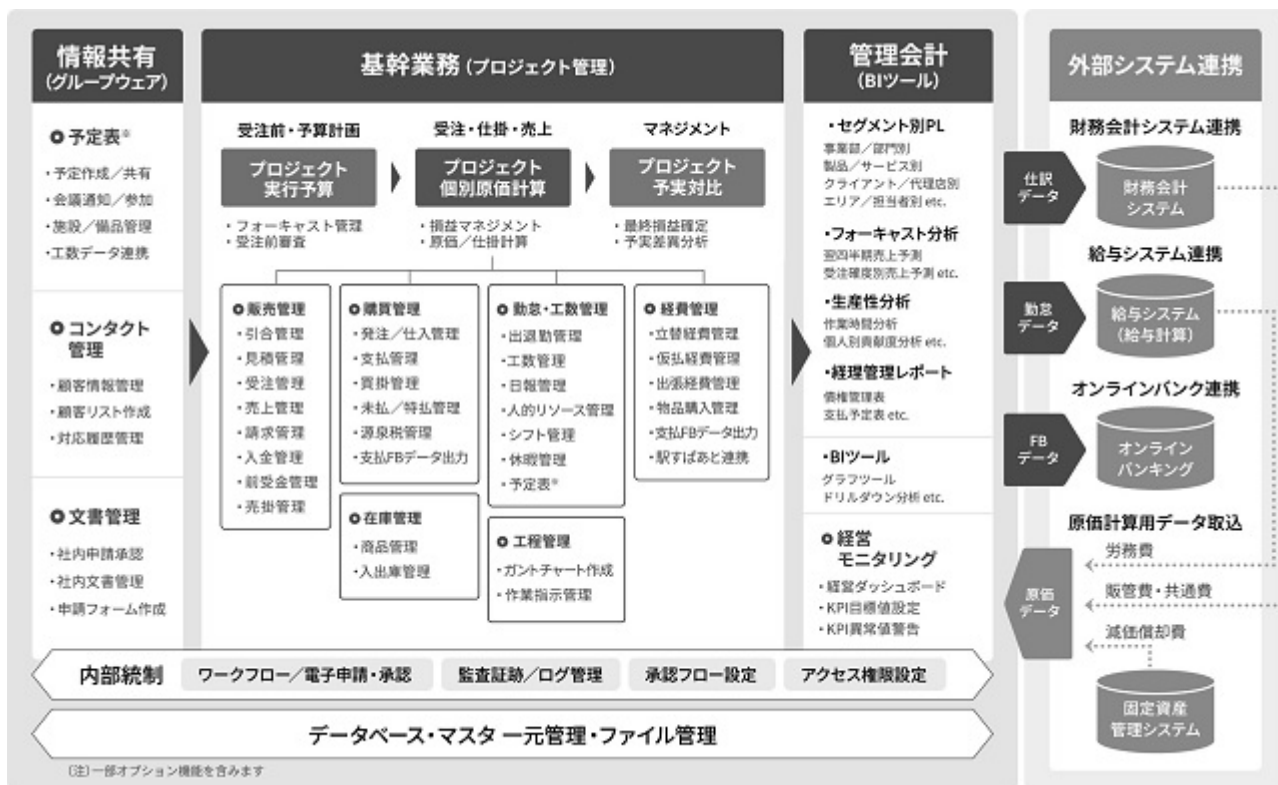 情報共有
(グループウェア)
予定表※
・予定作成／共有
・会議通知／参加
・施設／備品管理
・工数データ連携
コンタクト
管理
・顧客情報管理
・顧客リスト作成
・対応履歴管理
文書管理
・社内申請承認
・社内文書管理
・申請フォーム作成
基幹業務(プロジェクト管理)
受注前・予算計画
プロジェクト
実行予算
・フォーキャスト管理
・受注前審査
受注・仕掛・売上
プロジェクト
個別原価計算
・損益マネジメント
・原価／仕掛計算
マネジメント
プロジェクト
予実対比
・最終損益確定
・予実差異分析
販売管理
・引合管理
・見積管理
・受注管理
・売上管理
・請求管理
・入金管理
・前受金管理
・売掛管理
購買管理
・発注／仕入管理
・支払管理
・買掛管理
・未払／特払管理
・源泉税管理
・支払FBデータ出力
在庫管理
・商品管理
・入出庫管理
勤怠・工数管理
・出退勤管理
・工数管理
・日報管理
・人的リソース管理
・シフト管理
・休暇管理
・予定表※
工程管理
・ガントチャート作成
・作業指示管理
経費管理
・立替経費管理
・仮払経費管理
・出張経費管理
・物品購入管理
・支払FBデータ出力
・駅すぱあと連携
管理会計
(BIツール)
・セグメント別PL
事業部／部門別
製品／サービス別
クライアント／代理店別
エリア／担当者別 etc.
・フォーキャスト分析
翌四半期売上予測
受注確度別売上予測 etc.
・生産性分析
作業時間分析
個人別貢献度分析 etc.
・経理管理レポート
債権管理表
支払予定表 etc.
・BIツール
グラフツール
ドリルダウン分析 etc.
経営
モニタリング
・経営ダッシュボード
・KPI目標値設定
・KPI異常値警告
外部システム連携
財務会計システム連携
仕訳
データ
財務会計
システム
給与システム連携
勤怠
データ
給与システム
(給与計算)
オンラインバンク連携
FB
データ
オンライン
バンキング
原価計算用データ取込
原価
データ
労務費
販管費・共通費
減価償却費
固定資産
管理システム
内部統制
ワークフロー／電子申請・承認
監査証跡／ログ管理
承認フロー設定
アクセス権限設定
データベース・マスタ 一元管理・ファイル管理
(注)一部オプション機能を含みます